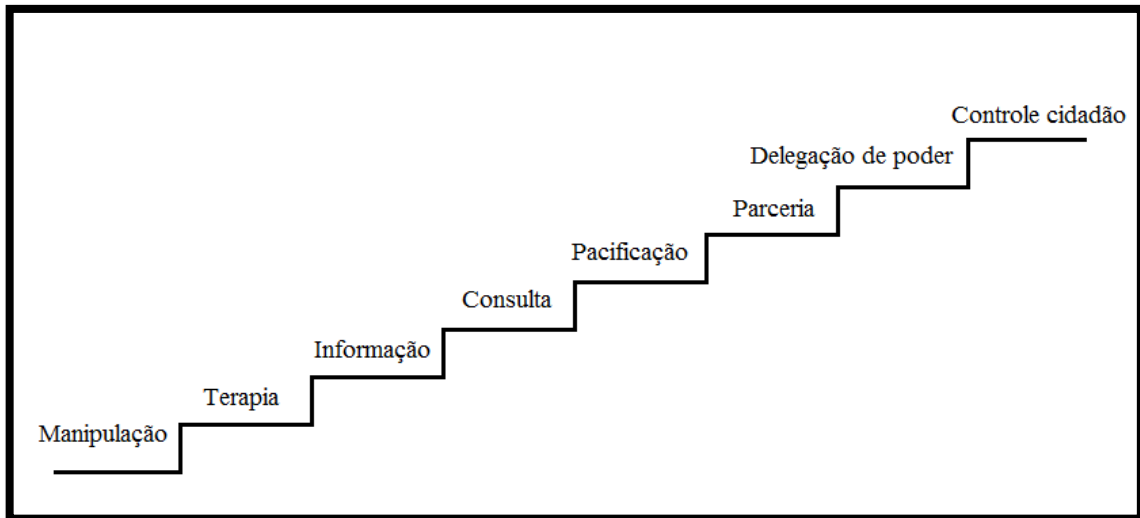 Controle cidadão
Delegação de poder
Parceria
Pacificação
Consulta
Informação
Terapia
Manipulação